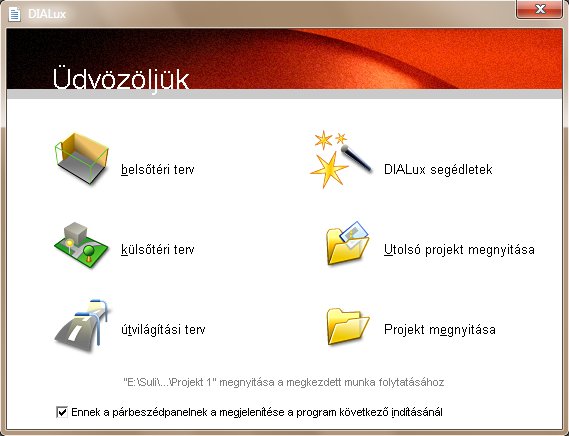 DIALux
Üdvözöljük
belsőtéri terv
DIALux segédletek
külsőtéri terv
Utolsó projekt megnyitása
útvilágítási terv
Projekt megnyitása
"E:\Suli\...\Projekt 1" megnyitása a megkezdett munka folytatásához
Ennek a párbeszédpanelnek a megjelenítése a program következő indításánál